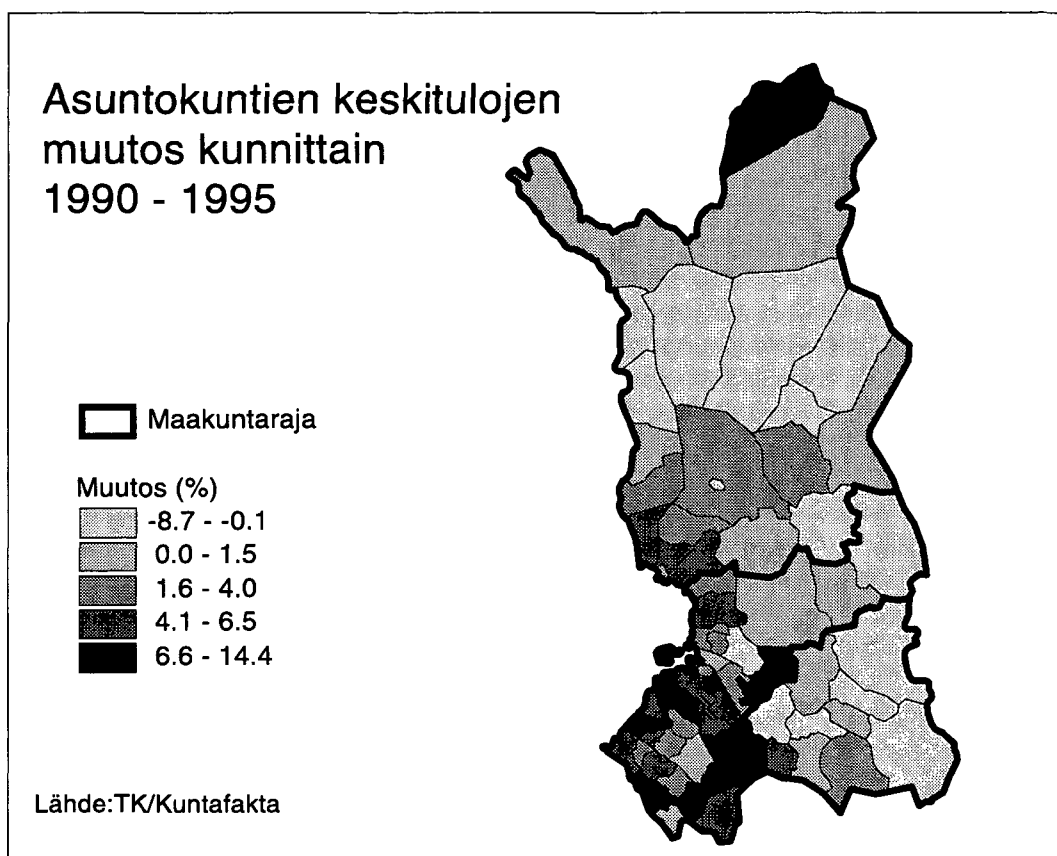 Asuntokuntien keskitulojen
muutos kunnittain
1990 - 1995
Maakuntaraja
Muutos (%)
-8.7 - -0.1
0.0 - 1.5
1.6 - 4.0
4.1 - 6.5
6.6 - 14.4
Lähde:TK/Kuntafakta